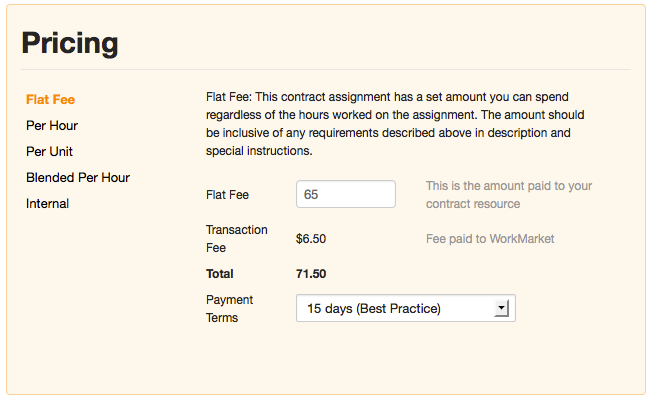 Pricing
Flat Fee
Per Hour
Per Unit
Blended Per Hour
Internal
Flat Fee: This contract assignment has a set amount you can spend
regardless of the hours worked on the assignment. The amount should
be inclusive of any requirements described above in description and
special instructions.
Flat Fee 65 This is the amount paid to your
contract resource
Transaction
Fee $6.50 Fee paid to WorkMarket
Total 71.50
Payment
Terms 15 days (Best Practice)